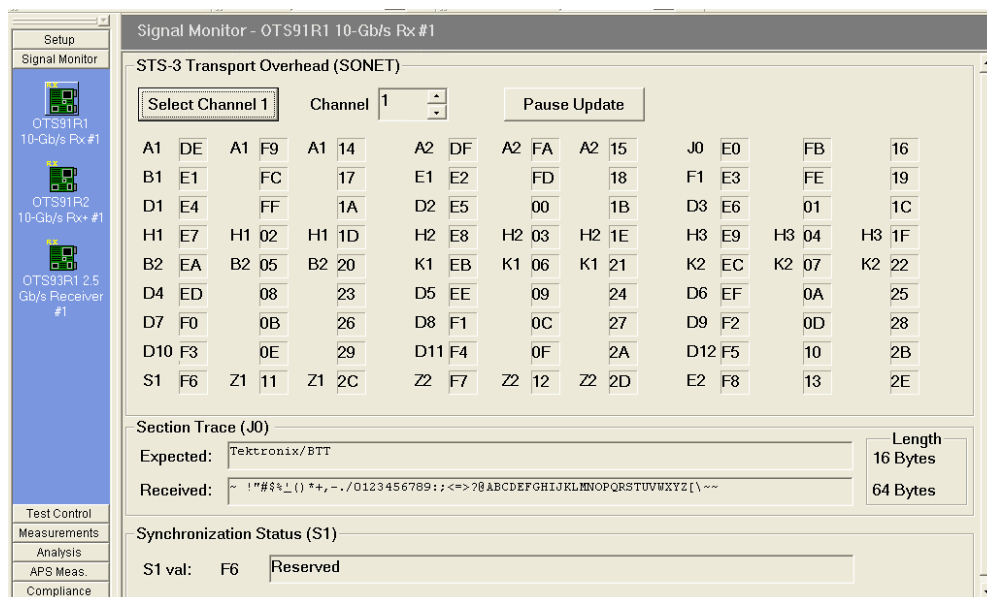 Setup
Signal Monitor
RX
OTS91R1
10-Gb/s Rx #1
RX
OTS91R2
10-Gb/s Rx+ #1
RX
OTS93R1 2.5
Gb/s Receiver
#1
Test Control
Measurements
Analysis
APS Meas.
Compliance
Signal Monitor - OTS91R1 10-Gb/s Rx #1
STS-3 Transport Overhead (SONET)
Select Channel 1 Channel 1 Pause Update
A1 DE A1 F9 A1 14 A2 DF A2 FA A2 15 J0 E0 FB 16
B1 E1 FC 17 E1 E2 FD 18 F1 E3 FE 19
D1 E4 FF 1A D2 E5 00 1B D3 E6 01 1C
H1 E7 H1 02 H1 1D H2 E8 H2 03 H2 1E H3 E9 H3 04 H3 1F
B2 EA B2 05 B2 20 K1 EB K1 06 K1 21 K2 EC K2 07 K2 22
D4 ED 08 23 D5 EE 09 24 D6 EF 0A 25
D7 F0 0B 26 D8 F1 0C 27 D9 F2 0D 28
D10 F3 0E 29 D11 F4 0F 2A D12 F5 10 2B
S1 F6 Z1 11 Z1 2C Z2 F7 Z2 12 Z2 2D E2 F8 13 2E
Section Trace (J0)
Length
Expected: Tektronix/BTT 16 Bytes
Received: ~ !"#$%_'()*+,-./0123456789:;<=>?@ABCDEFGHIJKLMNOPQRSTUVWXYZ[\~~ 64 Bytes
Synchronization Status (S1)
S1 val: F6 Reserved